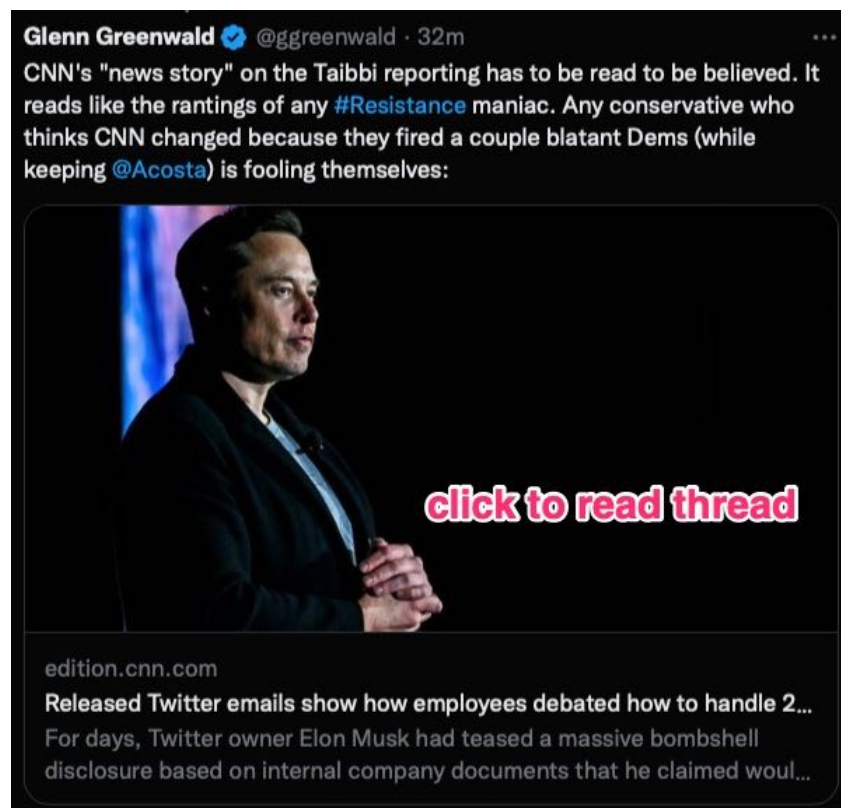 Glenn Greenwald @ggreenwald · 32m
CNN's "news story" on the Taibbi reporting has to be read to be believed. It
reads like the rantings of any #Resistance maniac. Any conservative who
thinks CNN changed because they fired a couple blatant Dems (while
keeping @Acosta) is fooling themselves:
click to read thread
edition.cnn.com
Released Twitter emails show how employees debated how to handle 2...
For days, Twitter owner Elon Musk had teased a massive bombshell
disclosure based on internal company documents that he claimed woul...